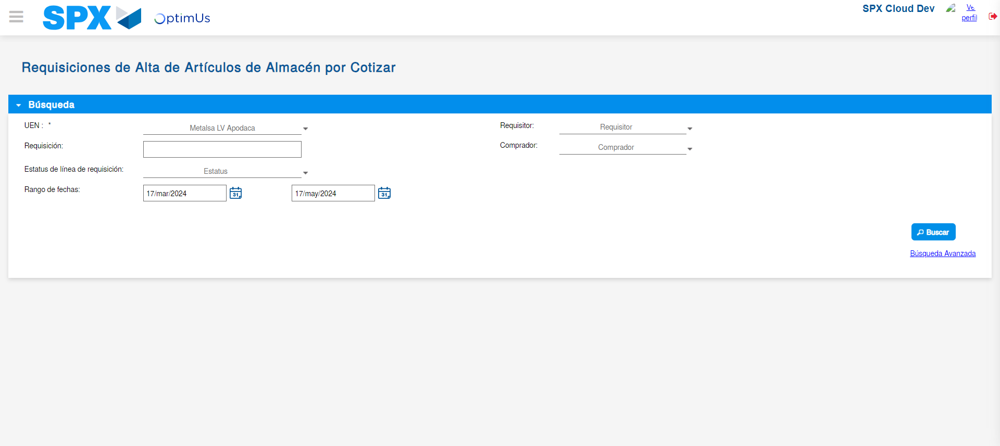 SPX OptimUs
SPX Cloud Dev
perfil
Requisiciones de Alta de Artículos de Almacén por Cotizar
Búsqueda
UEN : * Metalsa LV Apodaca
Requisitor: Requisitor
Requisición:
Comprador: Comprador
Estatus de línea de requisición: Estatus
Rango de fechas: 17/mar/2024 31 17/may/2024 31
Buscar
Búsqueda Avanzada